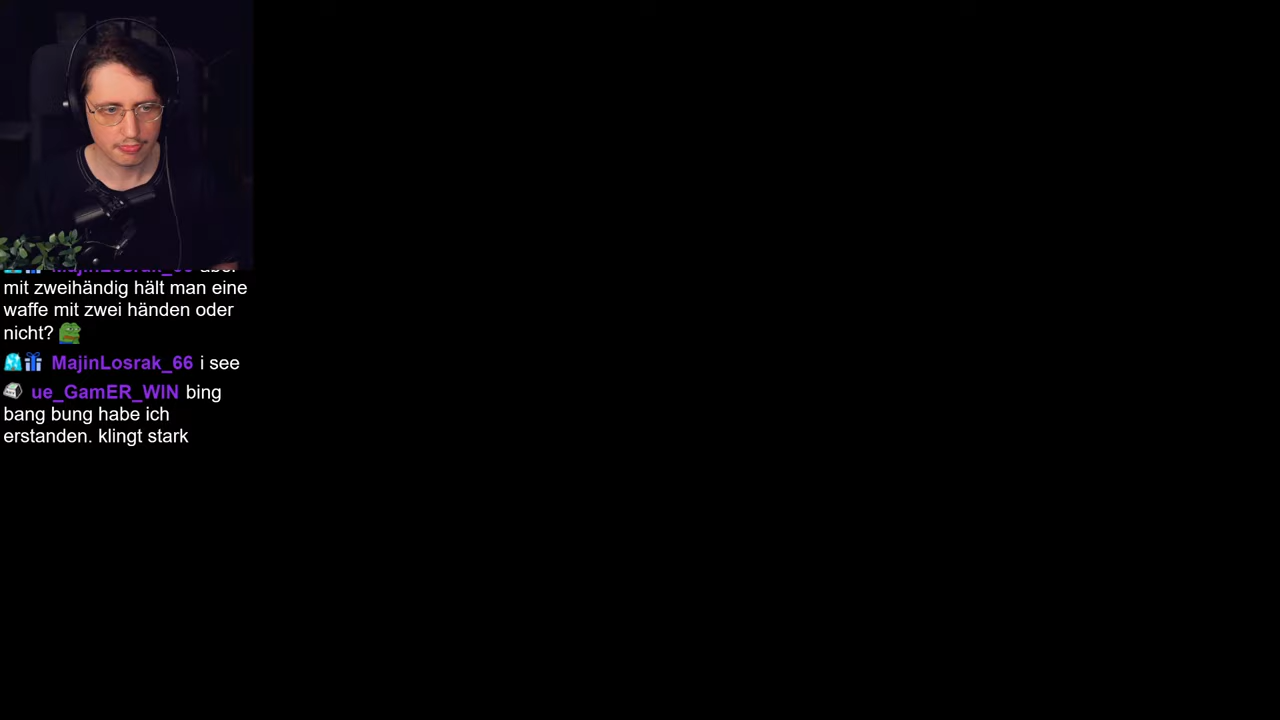 mit zweihändig hält man eine
waffe mit zwei händen oder
nicht?
MajinLosrak_66 i see
ue_GamER_WIN bing
bang bung habe ich
erstanden. klingt stark